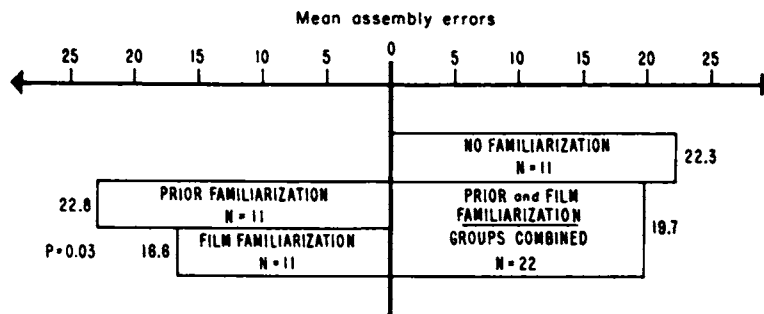 Mean assembly errors
25 20 15 10 5 0 5 10 15 20 25
NO FAMILIARIZATION
N = 11
22.3
PRIOR FAMILIARIZATION
N = 11
22.8
PRIOR and FILM
FAMILIARIZATION
GROUPS COMBINED
N = 22
19.7
P=0.03
16.6
FILM FAMILIARIZATION
N = 11